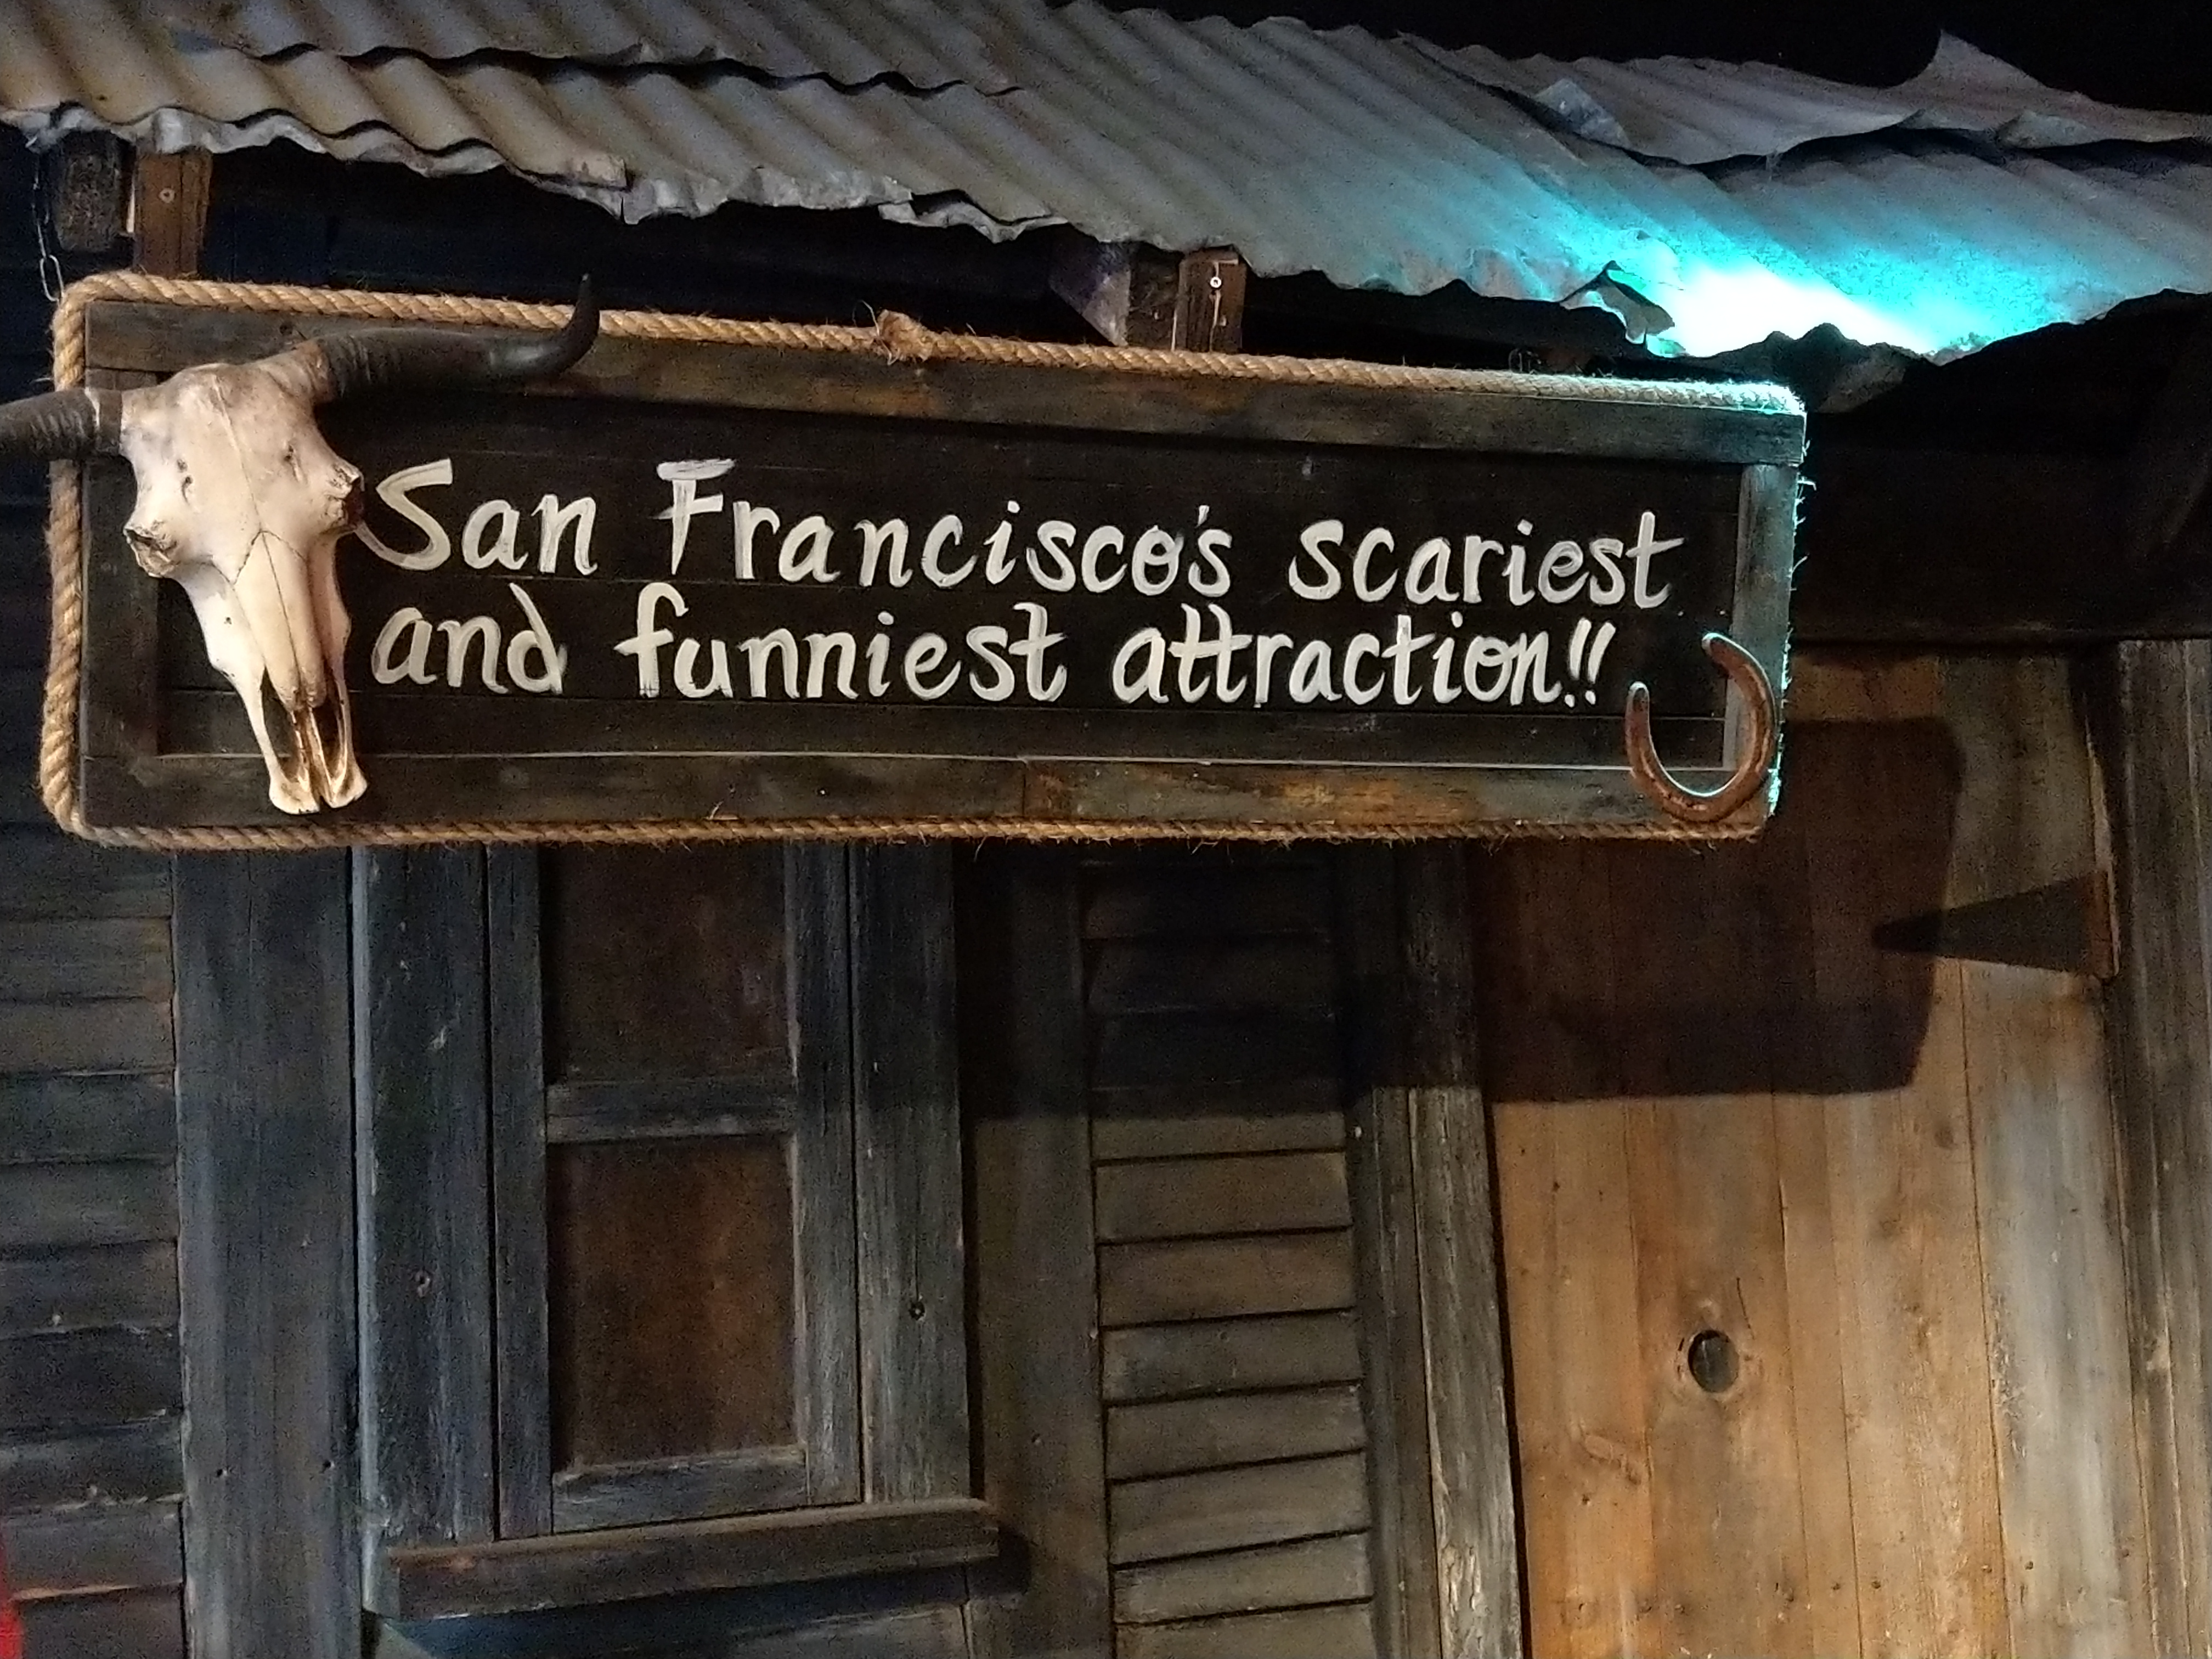 San Francisco's scariest
and funniest attraction!!